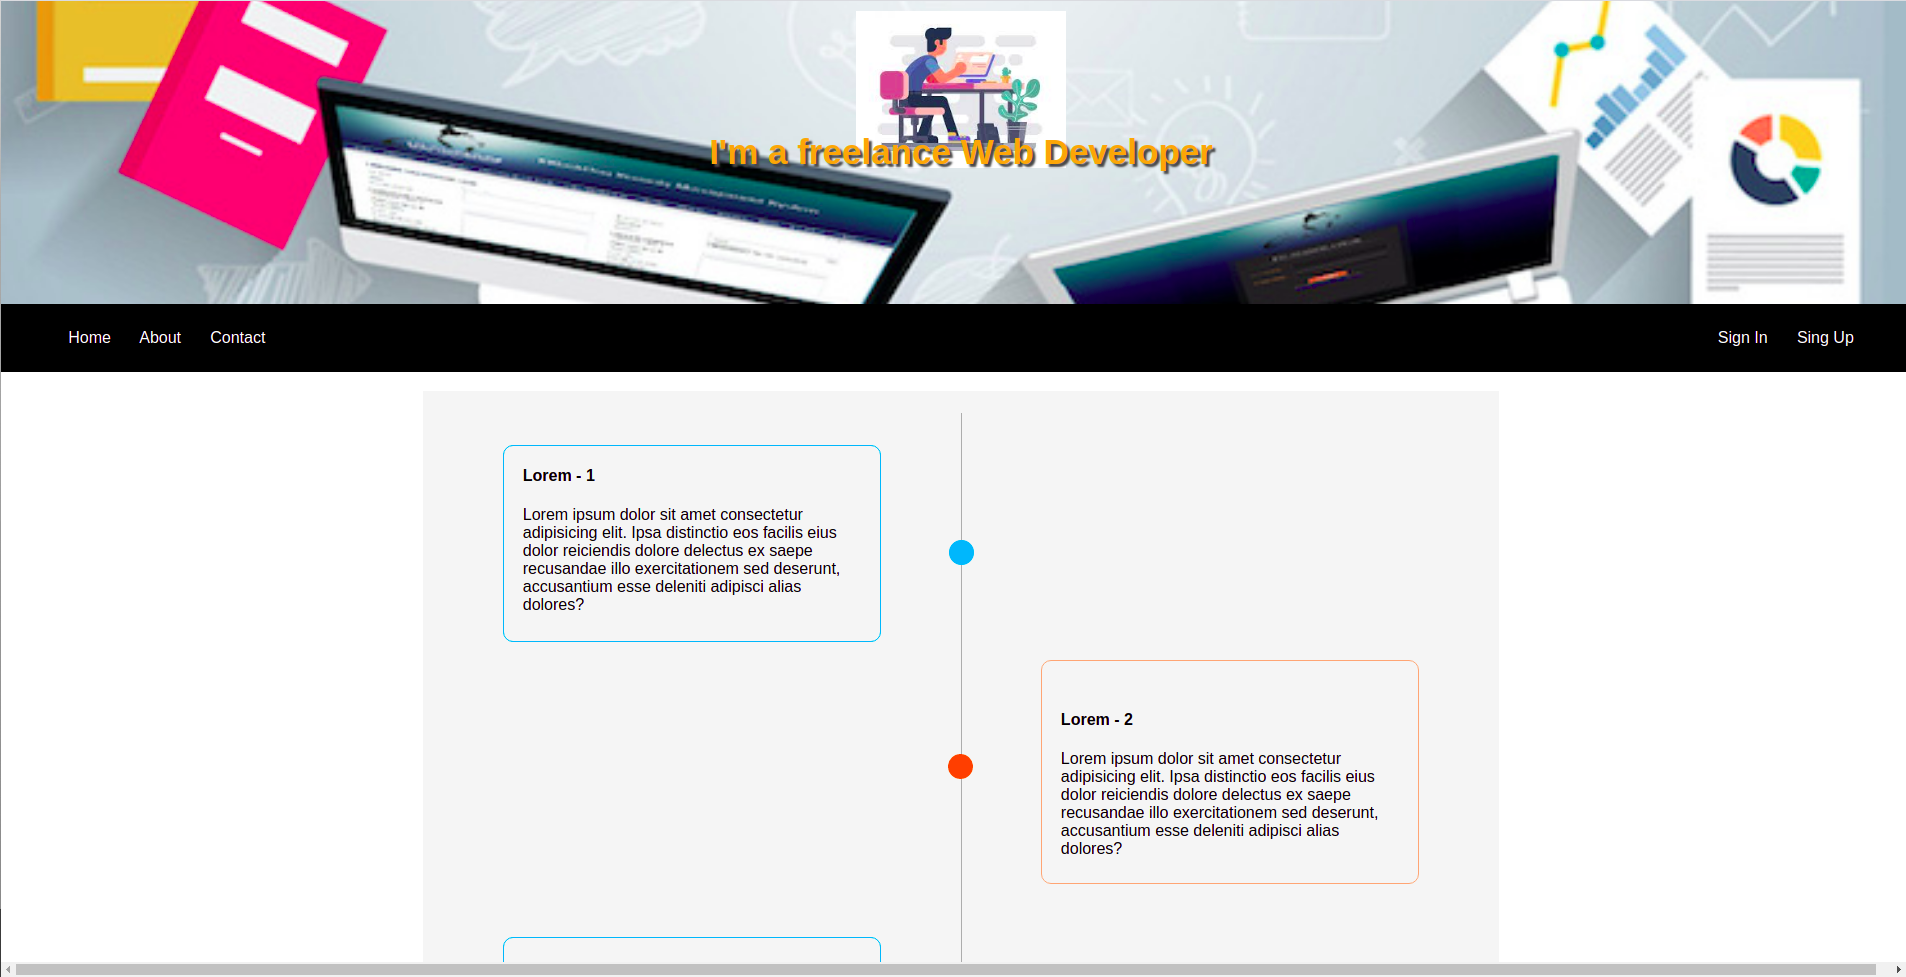 I'm a freelance Web Developer
Home About Contact Sign In Sing Up
Lorem - 1
Lorem ipsum dolor sit amet consectetur
adipisicing elit. Ipsa distinctio eos facilis eius
dolor reiciendis dolore delectus ex saepe
recusandae illo exercitationem sed deserunt,
accusantium esse deleniti adipisci alias
dolores?
Lorem - 2
Lorem ipsum dolor sit amet consectetur
adipisicing elit. Ipsa distinctio eos facilis eius
dolor reiciendis dolore delectus ex saepe
recusandae illo exercitationem sed deserunt,
accusantium esse deleniti adipisci alias
dolores?